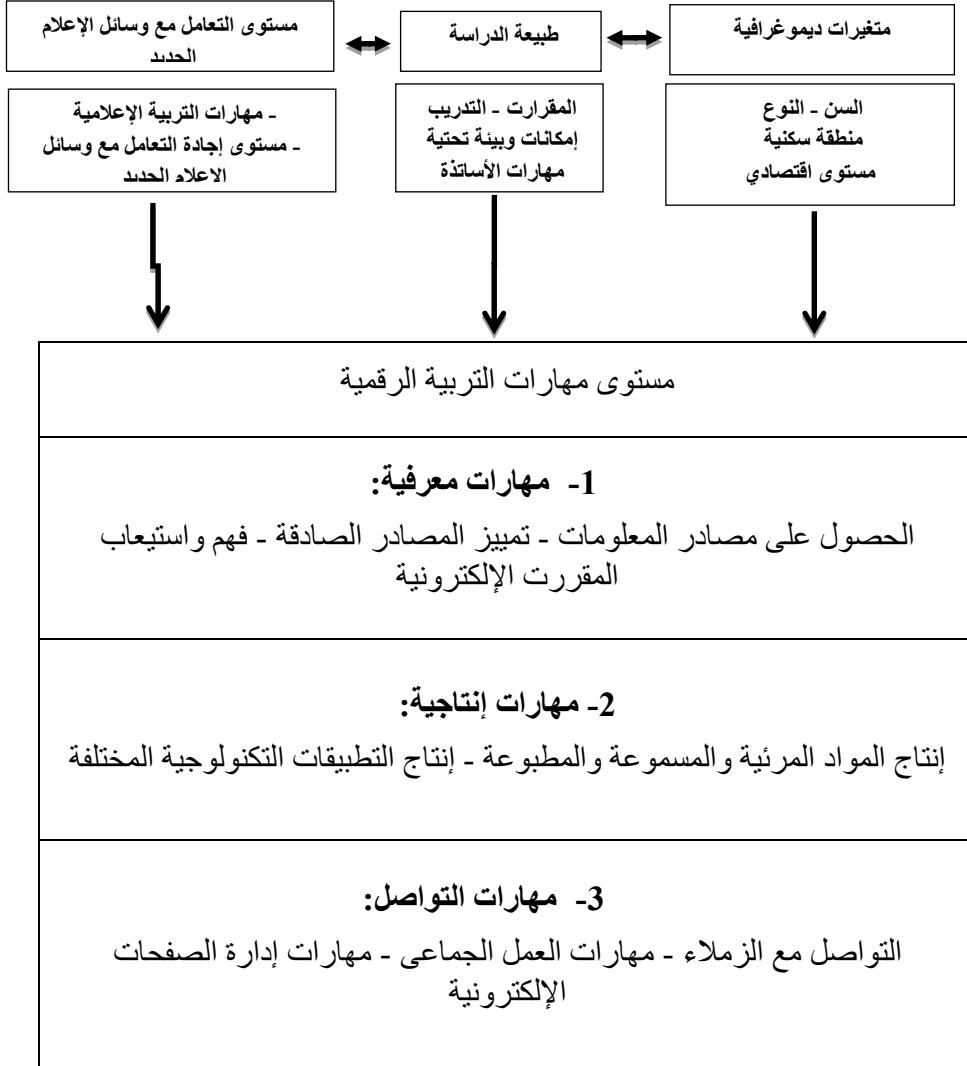 متغيرات ديموغرافية
طبيعة الدراسة
مستوى التعامل مع وسائل الإعلام
الجديد
السن - النوع
منطقة سكنية
مستوى اقتصادي
المقرارت - التدريب
إمكانات وبيئة تحتية
مهارات الأساتذة
- مهارات التربية الإعلامية
- مستوى إجادة التعامل مع وسائل
الاعلام الجديد
مستوى مهارات التربية الرقمية
1- مهارات معرفية:
الحصول على مصادر المعلومات - تمييز المصادر الصادقة - فهم واستيعاب
المقررت الإلكترونية
2- مهارات إنتاجية:
إنتاج المواد المرئية والمسموعة والمطبوعة - إنتاج التطبيقات التكنولوجية المختلفة
3- مهارات التواصل:
التواصل مع الزملاء - مهارات العمل الجماعى - مهارات إدارة الصفحات
الإلكترونية